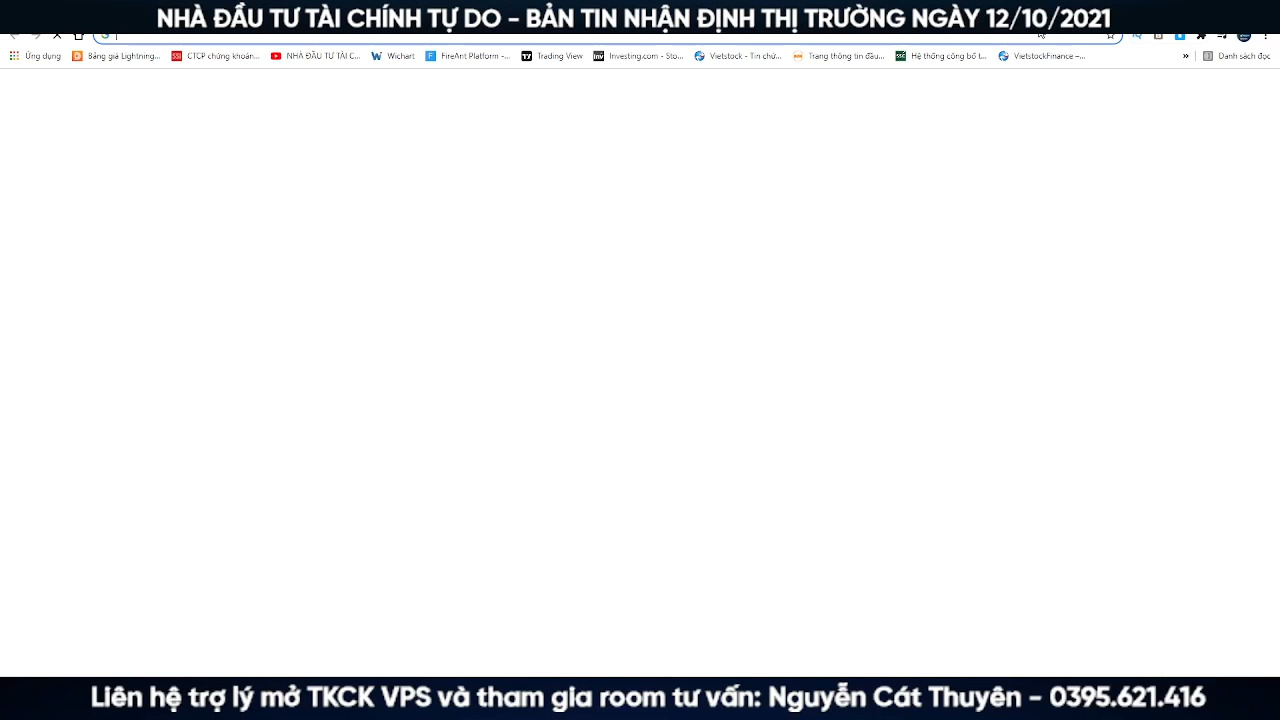 NHÀ ĐẦU TƯ TÀI CHÍNH TỰ DO - BẢN TIN NHẬN ĐỊNH THỊ TRƯỜNG NGÀY 12/10/2021
Ứng dụng Bảng giá Lightning... CTCP chứng khoán... NHÀ ĐẦU TƯ TÀI C... Wichart FireAnt Platform -... Trading View Investing.com - Sto... Vietstock - Tin chứ... Trang thông tin đầu... Hệ thống công bố t... VietstockFinance –... » Danh sách đọc
Liên hệ trợ lý mở TKCK VPS và tham gia room tư vấn: Nguyễn Cát Thuyên - 0395.621.416